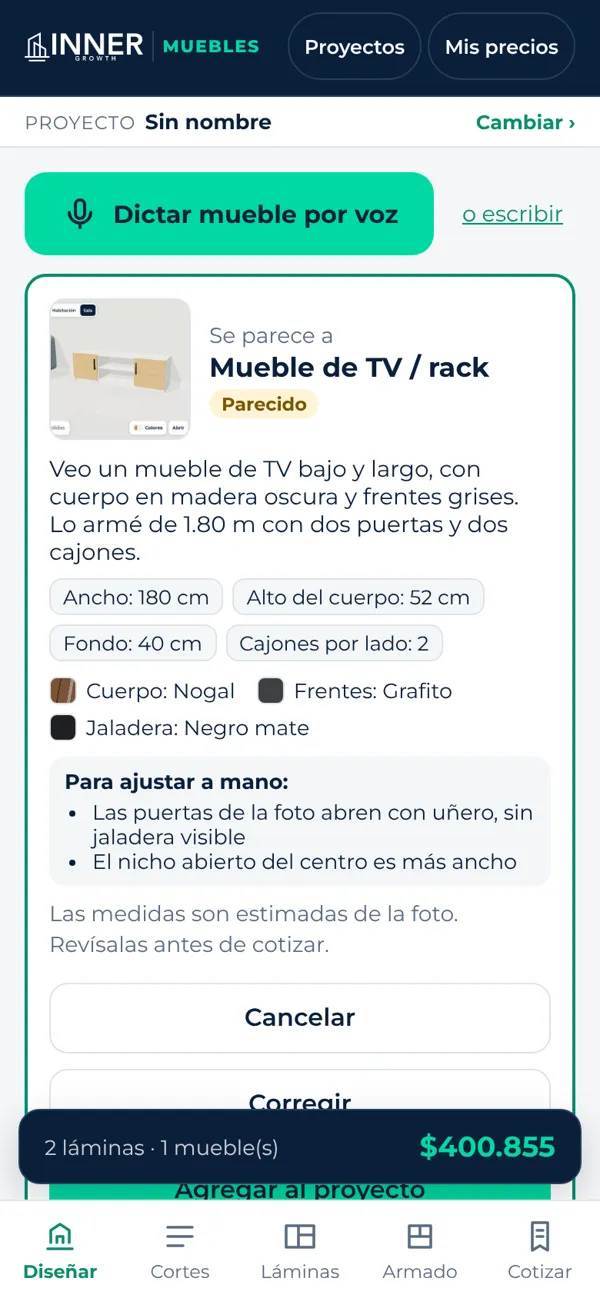 INNER
GROWTH
MUEBLES
Proyectos
Mis precios
PROYECTO Sin nombre
Cambiar ›
Dictar mueble por voz
o escribir
Habitación
Sala
Colores
Abrir
Se parece a
Mueble de TV / rack
Parecido
Veo un mueble de TV bajo y largo, con
cuerpo en madera oscura y frentes grises.
Lo armé de 1.80 m con dos puertas y dos
cajones.
Ancho: 180 cm
Alto del cuerpo: 52 cm
Fondo: 40 cm
Cajones por lado: 2
Cuerpo: Nogal
Frentes: Grafito
Jaladera: Negro mate
Para ajustar a mano:
• Las puertas de la foto abren con uñero, sin
jaladera visible
• El nicho abierto del centro es más ancho
Las medidas son estimadas de la foto.
Revísalas antes de cotizar.
Cancelar
Corregir
2 láminas · 1 mueble(s)
$400.855
Agregar al proyecto
Diseñar
Cortes
Láminas
Armado
Cotizar